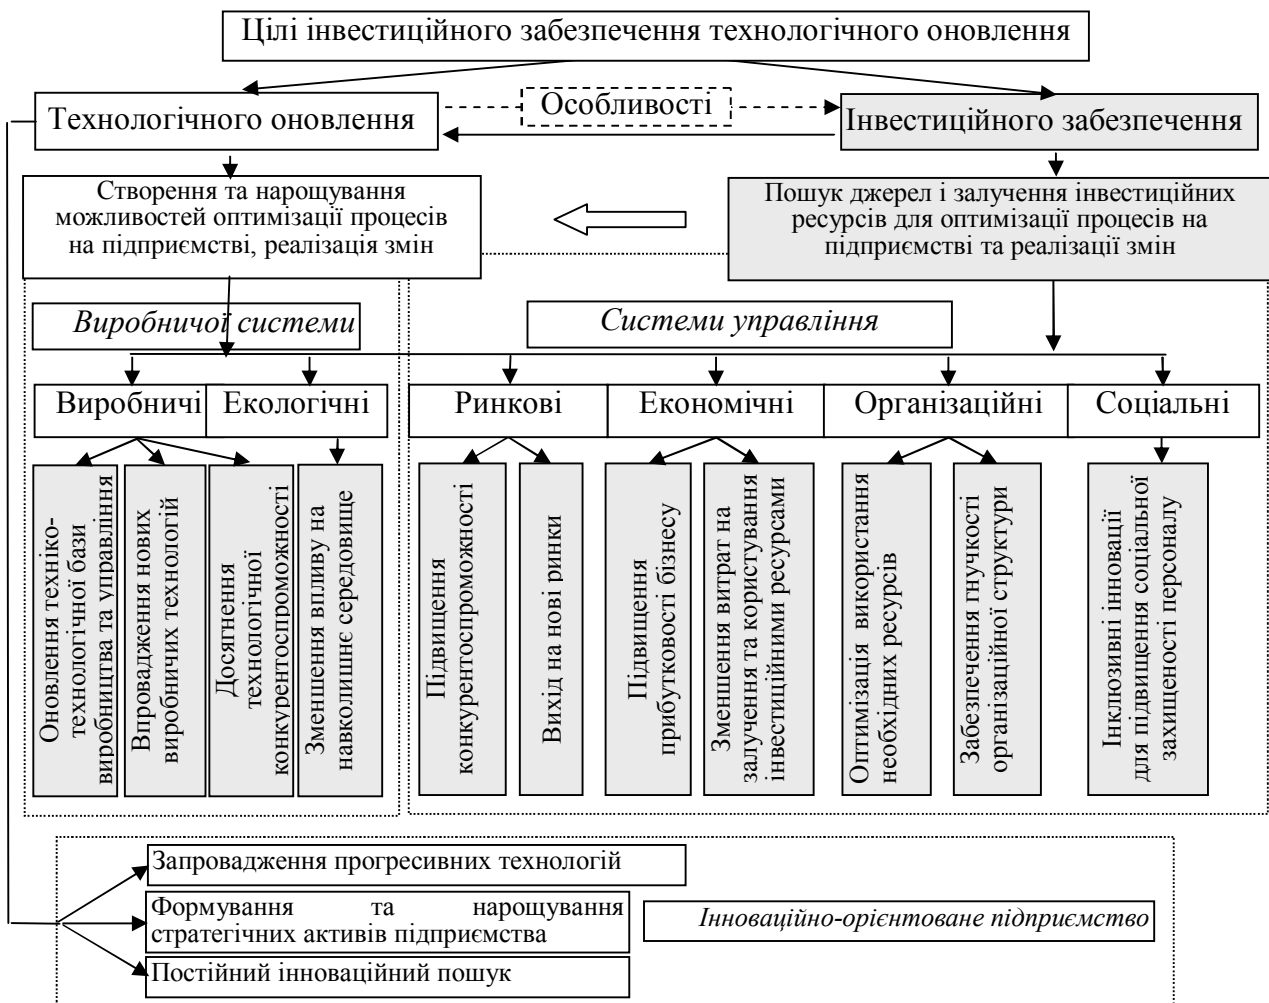 Цілі інвестиційного забезпечення технологічного оновлення
Особливості
Технологічного оновлення
Інвестиційного забезпечення
Створення та нарощування
можливостей оптимізації процесів
на підприємстві, реалізація змін
Пошук джерел і залучення інвестиційних
ресурсів для оптимізації процесів на
підприємстві та реалізації змін
Виробничої системи
Системи управління
Виробничі
Екологічні
Ринкові
Економічні
Організаційні
Соціальні
Оновлення техніко-
технологічної бази
виробництва та управління
Впровадження нових
виробничих технологій
Досягнення
технологічної
конкурентоспроможності
Зменшення впливу на
навколишнє середовище
Підвищення
конкурентоспроможності
Вихід на нові ринки
Підвищення
прибутковості бізнесу
Зменшення витрат на
залучення та користування
інвестиційними ресурсами
Оптимізація використання
необхідних ресурсів
Забезпечення гнучкості
організаційної структури
Інклюзивні інновації
для підвищення соціальної
захищеності персоналу
Запровадження прогресивних технологій
Формування та нарощування
стратегічних активів підприємства
Інноваційно-орієнтоване підприємство
Постійний інноваційний пошук